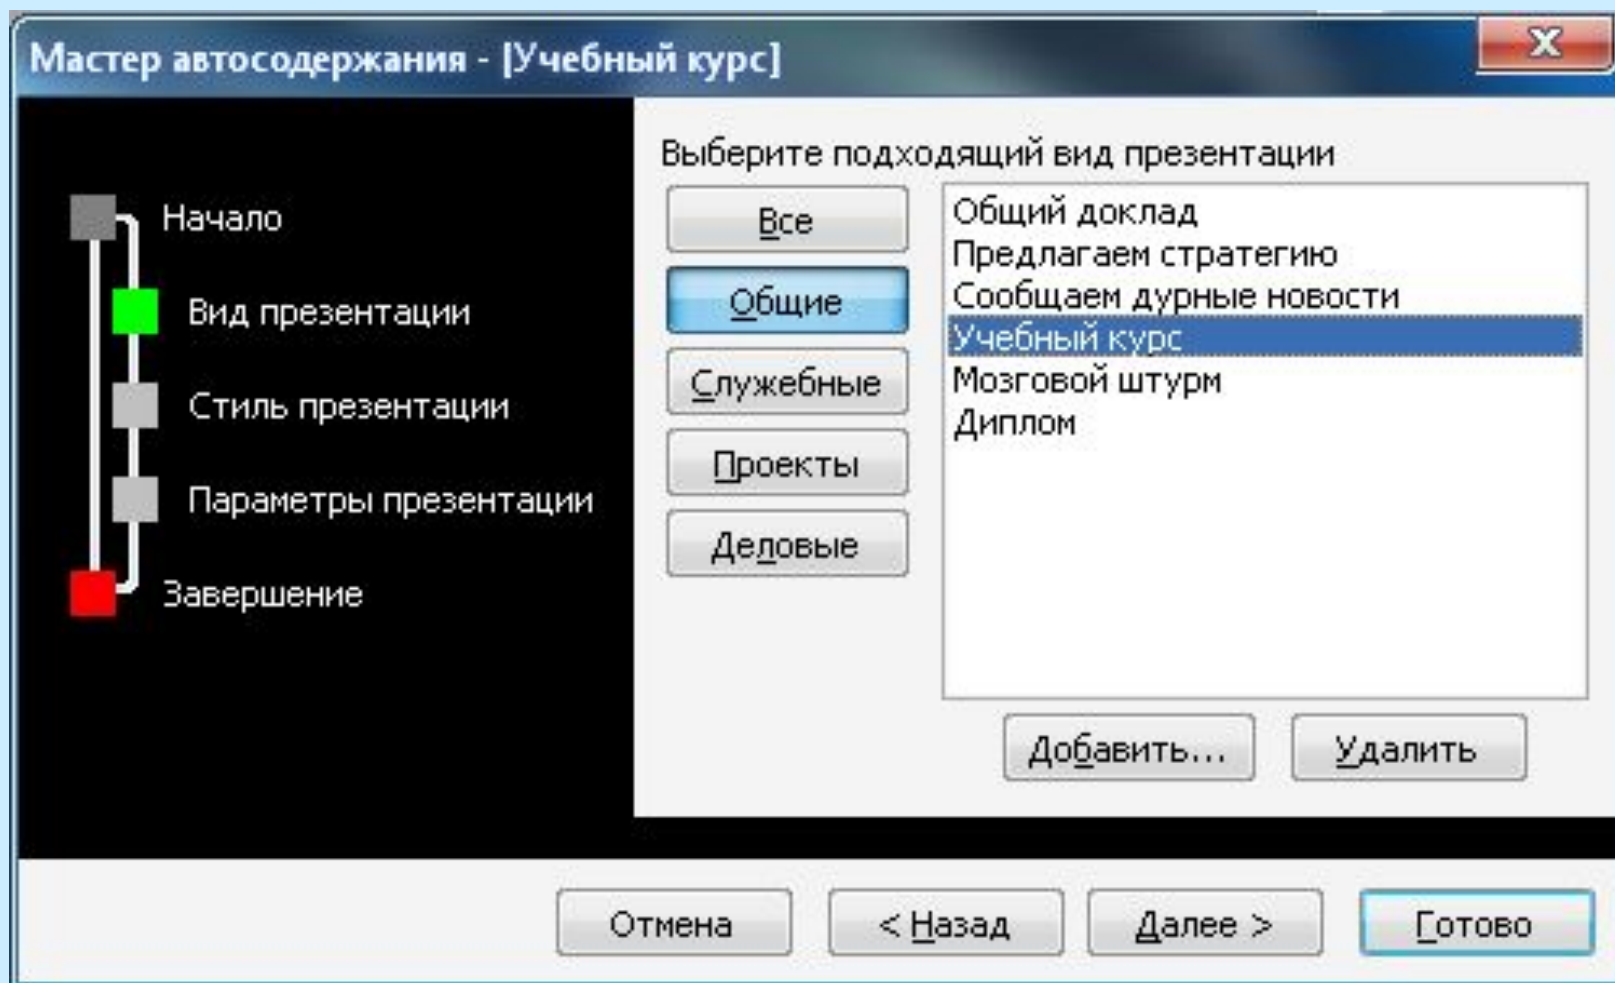 Мастер автосодержания - [Учебный курс]
Начало
Вид презентации
Стиль презентации
Параметры презентации
Завершение
Выберите подходящий вид презентации
Все
Общие
Служебные
Проекты
Деловые
Общий доклад
Предлагаем стратегию
Сообщаем дурные новости
Учебный курс
Мозговой штурм
Диплом
Добавить...
Удалить
Отмена
< Назад
Далее >
Готово